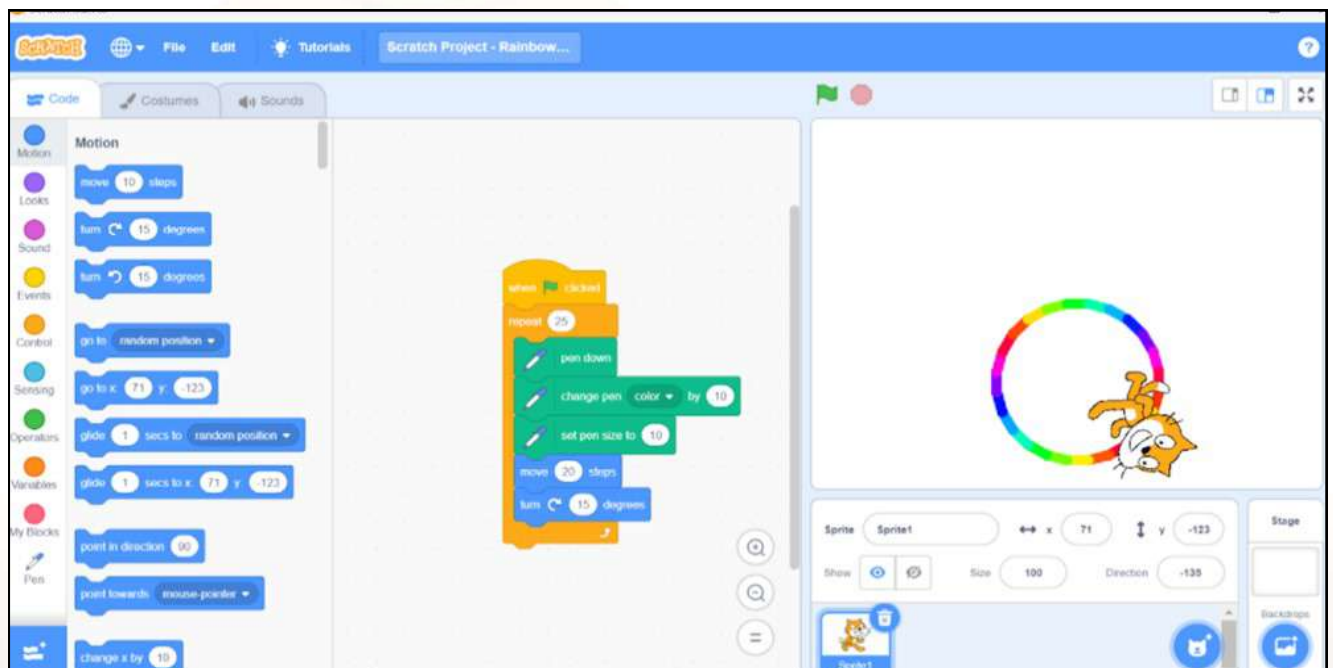 SCRATCH File Edit Tutorials Scratch Project - Rainbow...
Code Costumes Sounds
Motion
Looks
Sound
Events
Control
Sensing
Operators
Variables
My Blocks
Pen
Motion
move 10 steps
turn 15 degrees
turn 15 degrees
go to random position
go to x: 71 y: -123
glide 1 secs to random position
glide 1 secs to x: 71 y: -123
point in direction 90
point towards mouse-pointer
change x by 10
when clicked
repeat 25
pen down
change pen color by 10
set pen size to 10
move 20 steps
turn 15 degrees
Sprite Sprite1 x 71 y -123
Show Size 100 Direction -135
Sprite1
Stage
Backdrops